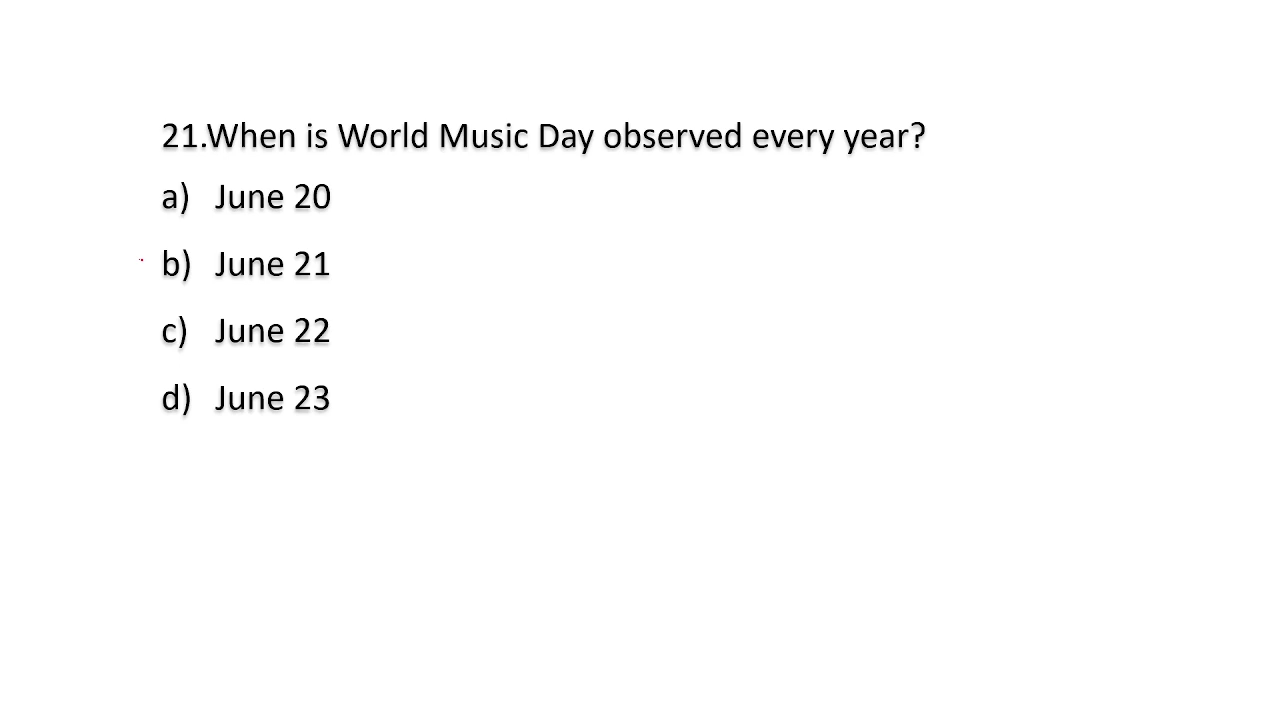 21.When is World Music Day observed every year?
a) June 20
b) June 21
c) June 22
d) June 23